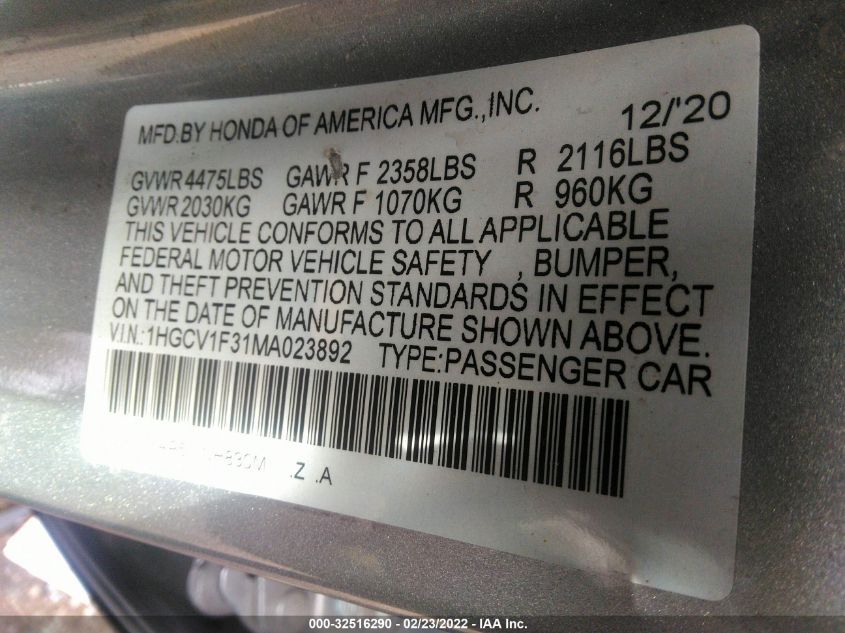 MFD.BY HONDA OF AMERICA MFG.,INC. 12/'20
GVWR 4475LBS GAWR F 2358LBS R 2116LBS
GVWR 2030KG GAWR F 1070KG R 960KG
THIS VEHICLE CONFORMS TO ALL APPLICABLE
FEDERAL MOTOR VEHICLE SAFETY , BUMPER,
AND THEFT PREVENTION STANDARDS IN EFFECT
ON THE DATE OF MANUFACTURE SHOWN ABOVE.
V.I.N.:1HGCV1F31MA023892 TYPE:PASSENGER CAR
.Z .A
000-32516290 - 02/23/2022 - IAA Inc.